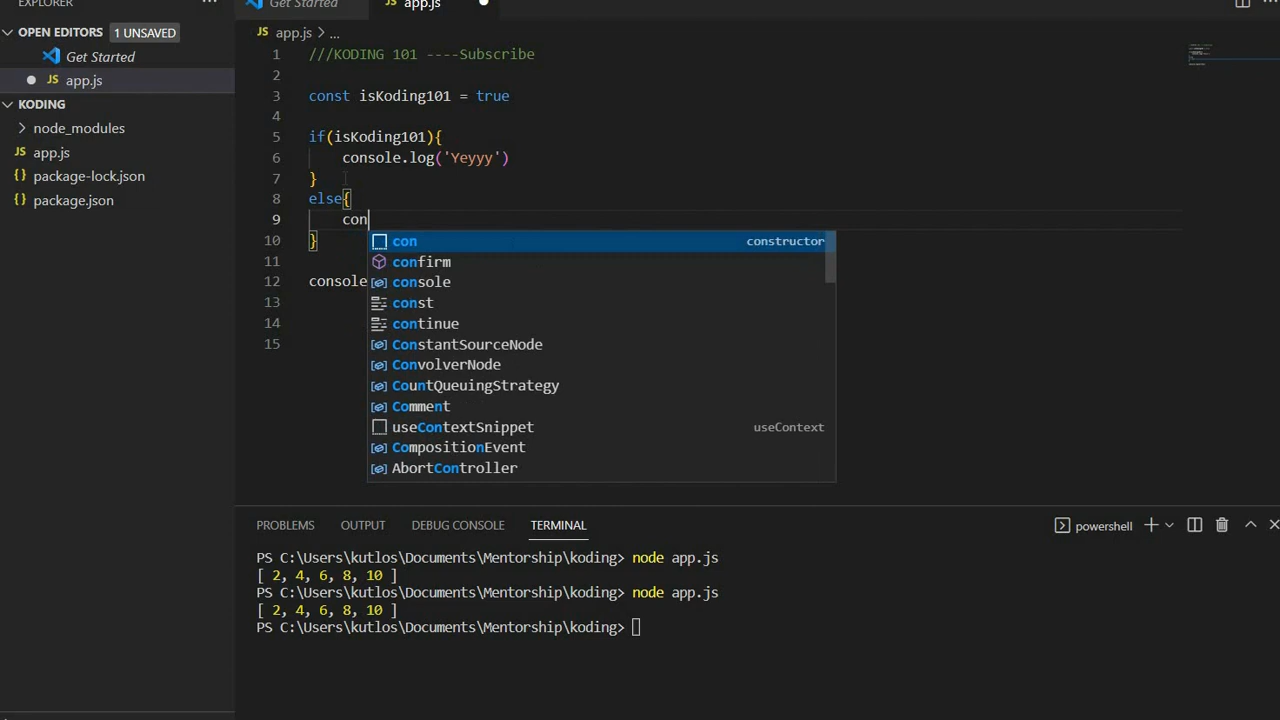 EXPLORER ...
Get Started
JS app.js
OPEN EDITORS 1 UNSAVED
Get Started
JS app.js
KODING
node_modules
JS app.js
{} package-lock.json
{} package.json
JS app.js > ...
1 ///KODING 101 ----Subscribe
2
3 const isKoding101 = true
4
5 if(isKoding101){
6 console.log('Yeyyy')
7 }
8 else{
9 con
10 }
11
12 console
13
14
15
con constructor
confirm
console
const
continue
ConstantSourceNode
ConvolverNode
CountQueuingStrategy
Comment
useContextSnippet useContext
CompositionEvent
AbortController
PROBLEMS OUTPUT DEBUG CONSOLE TERMINAL powershell
PS C:\Users\kutlos\Documents\Mentorship\koding> node app.js
[ 2, 4, 6, 8, 10 ]
PS C:\Users\kutlos\Documents\Mentorship\koding> node app.js
[ 2, 4, 6, 8, 10 ]
PS C:\Users\kutlos\Documents\Mentorship\koding>